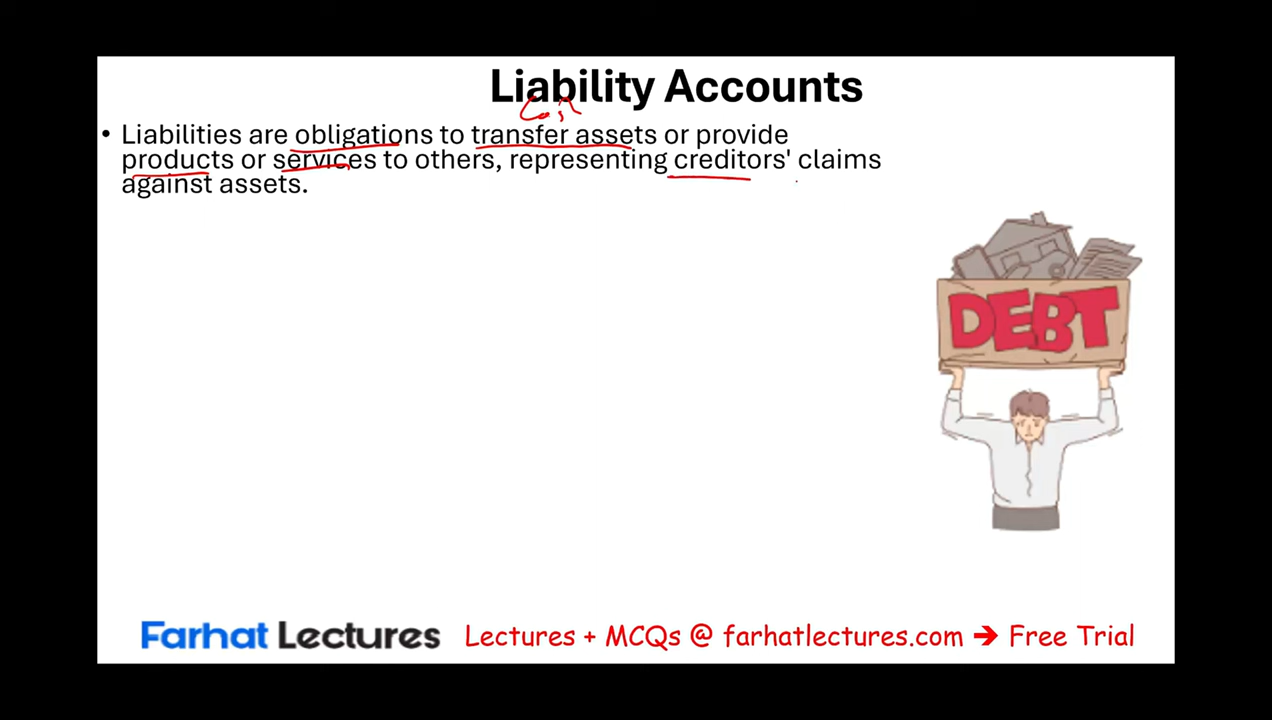 Liability Accounts
Cash
• Liabilities are obligations to transfer assets or provide
products or services to others, representing creditors' claims
against assets.
DEBT
Farhat Lectures Lectures + MCQs @ farhatlectures.com ➔ Free Trial